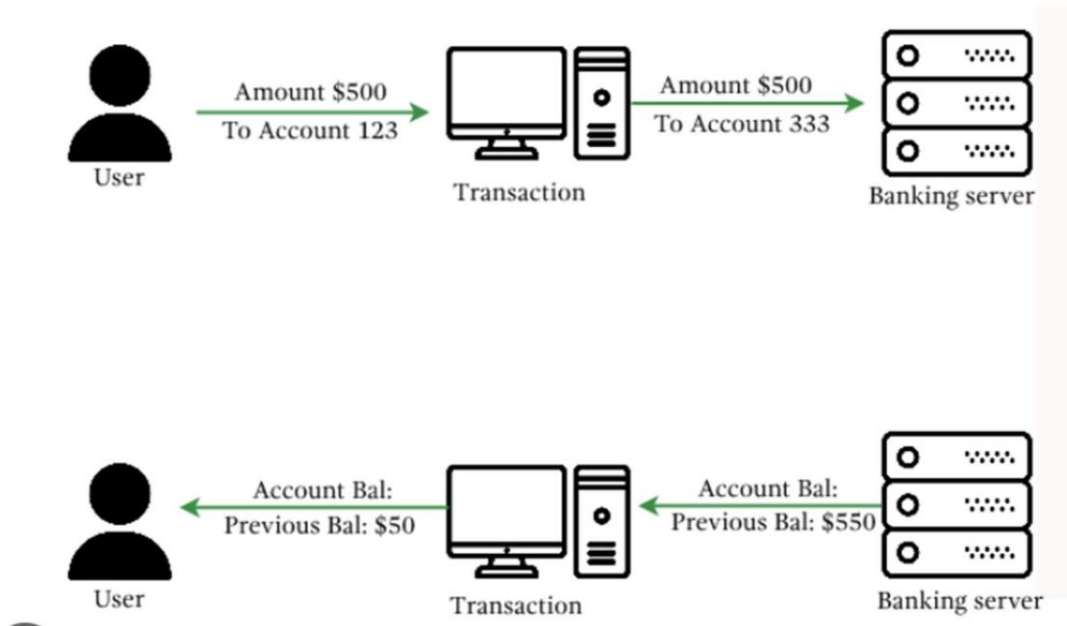 Amount $500
To Account 123
Amount $500
To Account 333
User
Transaction
Banking server
Account Bal:
Previous Bal: $50
Account Bal:
Previous Bal: $550
User
Transaction
Banking server